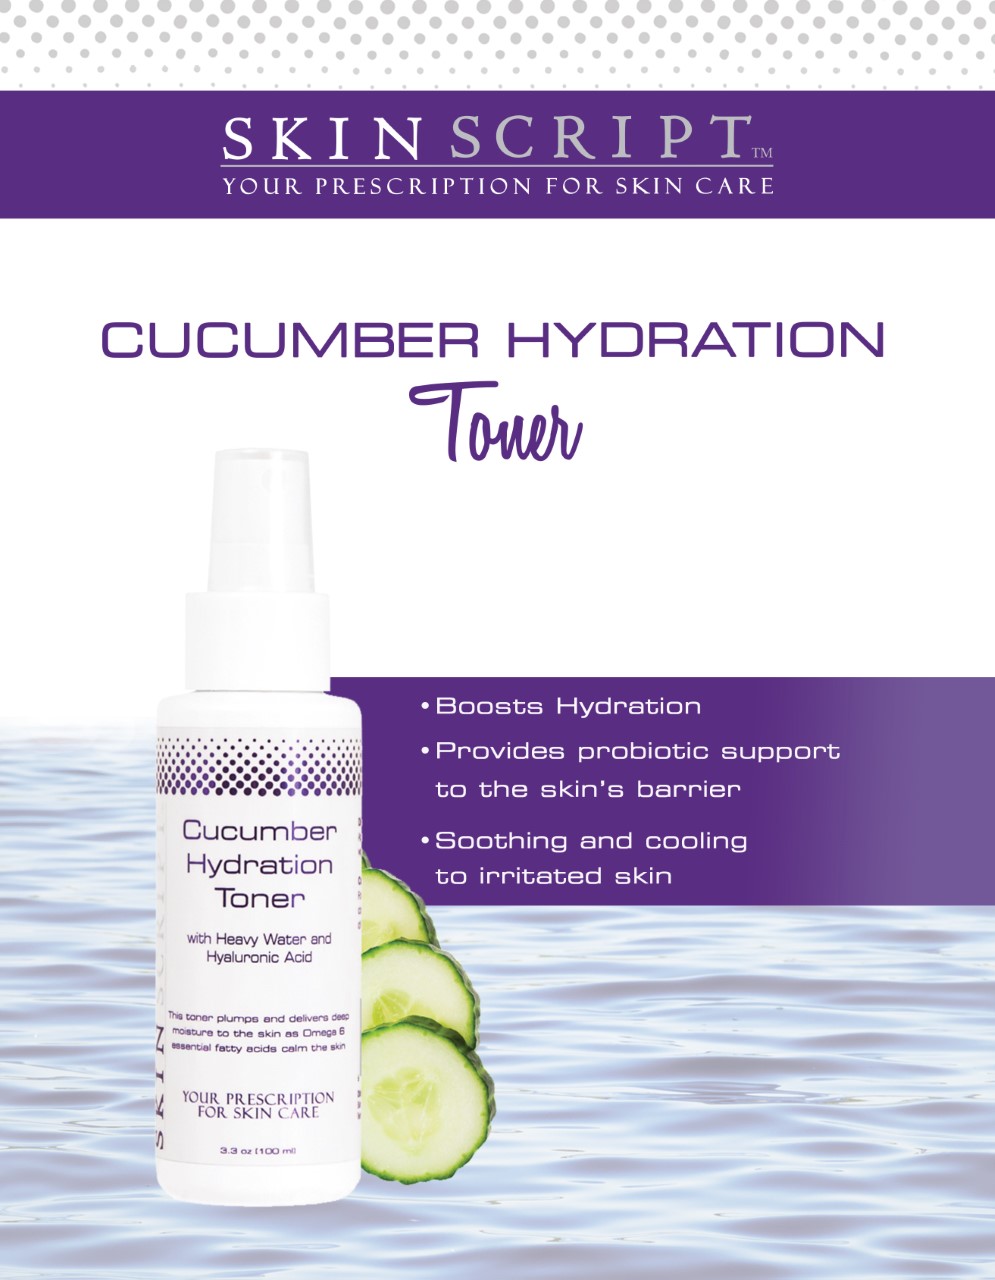 SKIN SCRIPT™
YOUR PRESCRIPTION FOR SKIN CARE
CUCUMBER HYDRATION
Toner
• Boosts Hydration
• Provides probiotic support
to the skin's barrier
• Soothing and cooling
to irritated skin
Cucumber
Hydration
Toner
with Heavy Water and
Hyaluronic Acid
This toner plumps and delivers deep
moisture to the skin as Omega 6
essential fatty acids calm the skin
YOUR PRESCRIPTION
FOR SKIN CARE
3.3 oz (100 ml)
SKIN SCRIPT